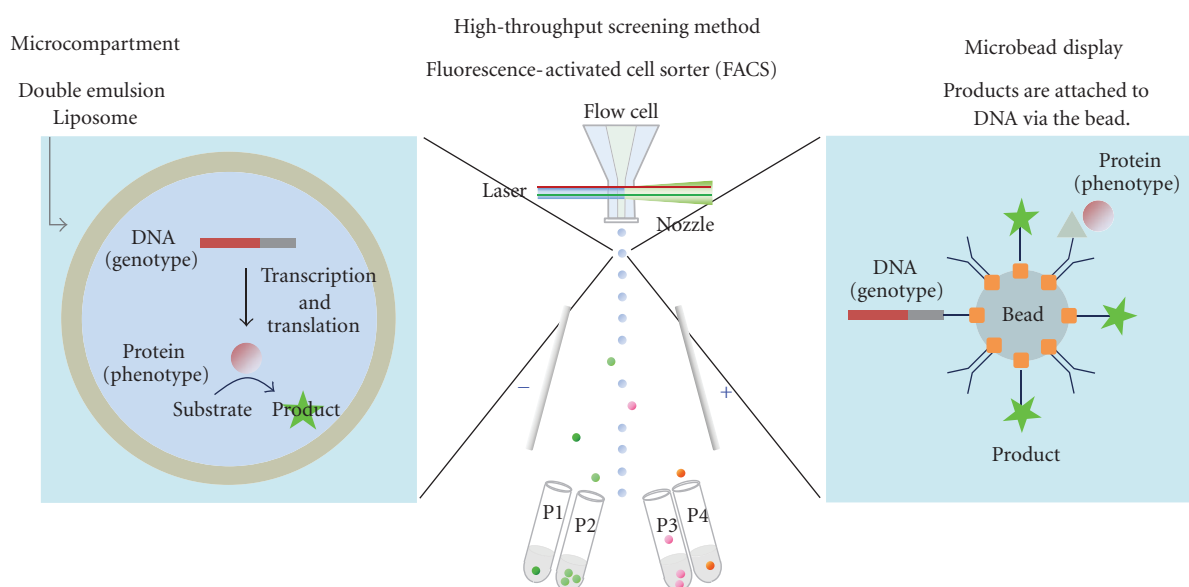 Microcompartment
Double emulsion
Liposome
DNA
(genotype)
Transcription
and
translation
Protein
(phenotype)
Substrate
Product
High-throughput screening method
Fluorescence-activated cell sorter (FACS)
Flow cell
Laser
Nozzle
−
+
P1
P2
P3
P4
Microbead display
Products are attached to
DNA via the bead.
Protein
(phenotype)
DNA
(genotype)
Bead
Product